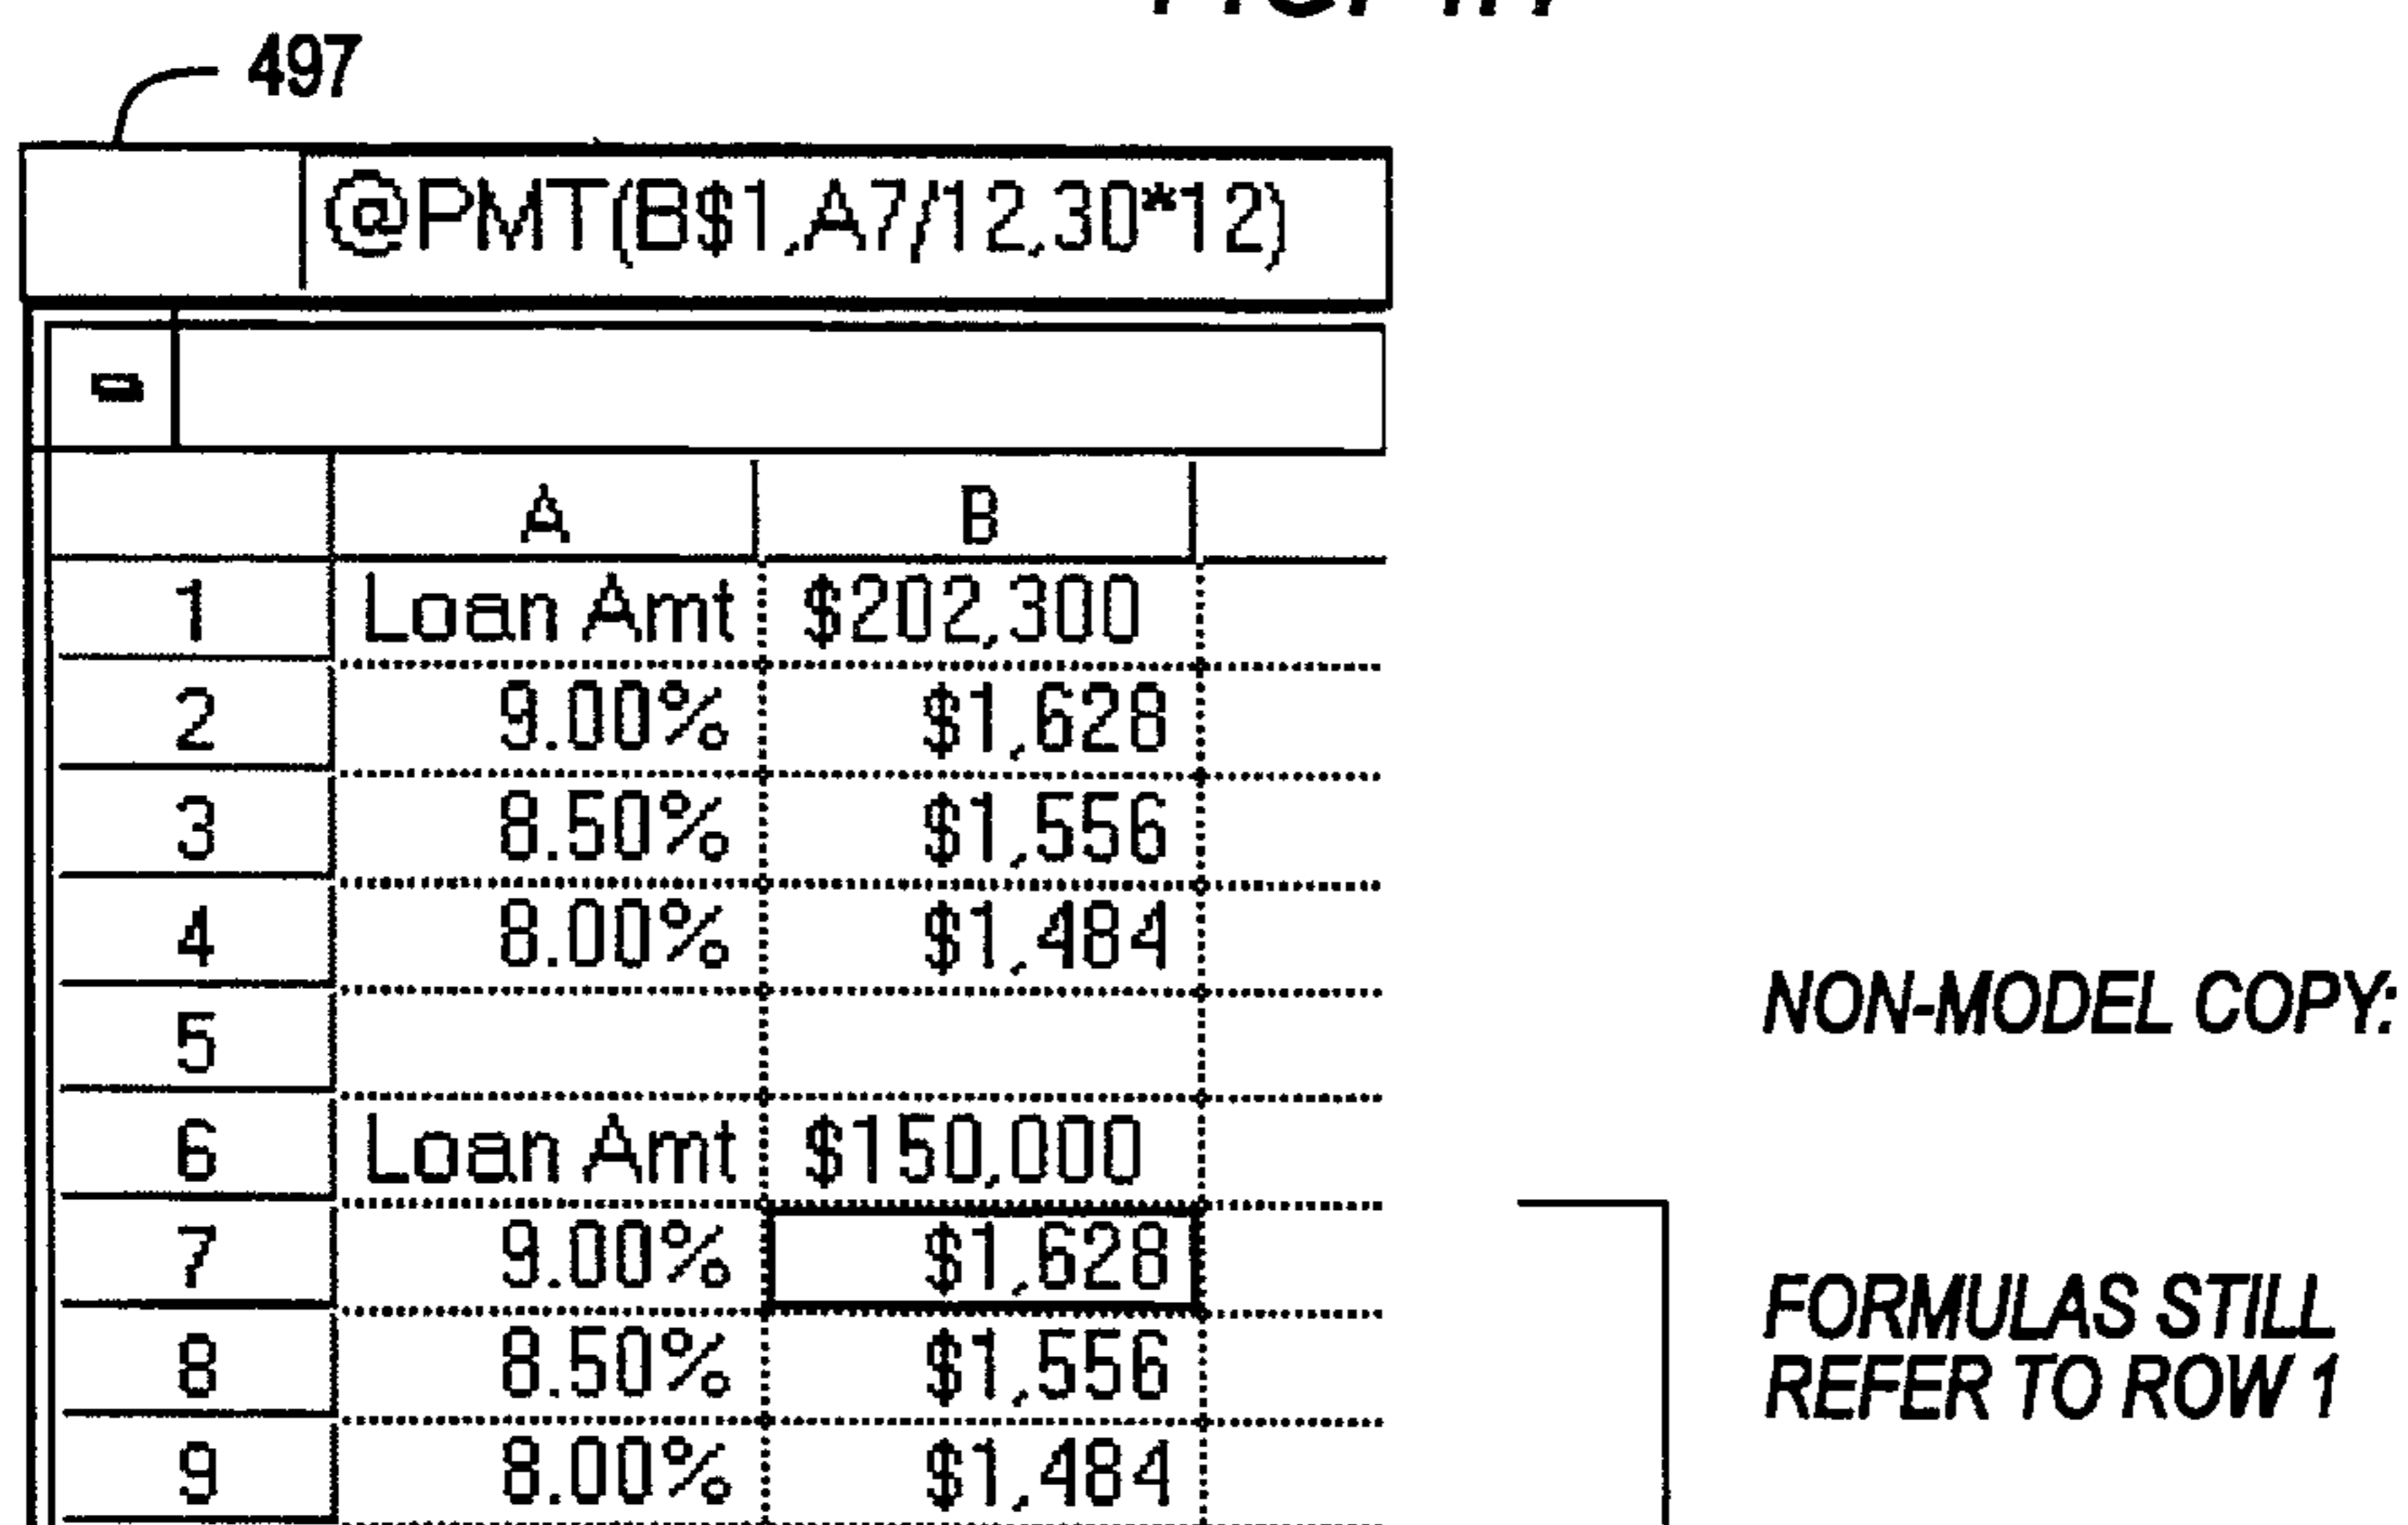 497
@PMT(B$1,A7/12,30*12)
A B
1 Loan Amt $202,300
2 9.00% $1,628
3 8.50% $1,556
4 8.00% $1,484
NON-MODEL COPY:
5
6 Loan Amt $150,000
7 9.00% $1,628
FORMULAS STILL
8 8.50% $1,556
REFER TO ROW 1
9 8.00% $1,484